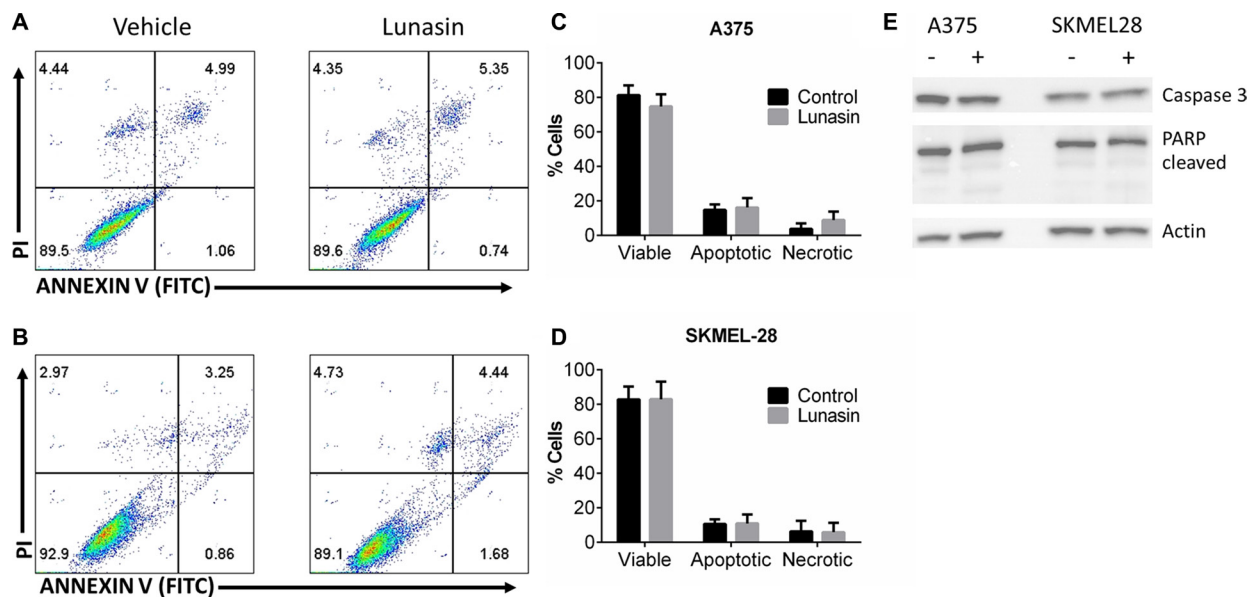 A
Vehicle
Lunasin
4.44
4.99
89.5
1.06
4.35
5.35
89.6
0.74
PI
ANNEXIN V (FITC)
B
2.97
3.25
92.9
0.86
4.73
4.44
89.1
1.68
PI
ANNEXIN V (FITC)
C
A375
% Cells
100
80
60
40
20
0
Control
Lunasin
Viable
Apoptotic
Necrotic
D
SKMEL-28
% Cells
100
80
60
40
20
0
Control
Lunasin
Viable
Apoptotic
Necrotic
E
A375
SKMEL28
- +
- +
Caspase 3
PARP
cleaved
Actin